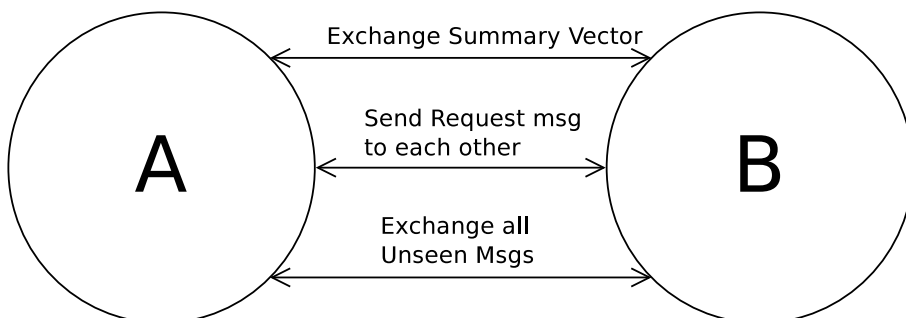 Exchange Summary Vector
A
Send Request msg
to each other
B
Exchange all
Unseen Msgs